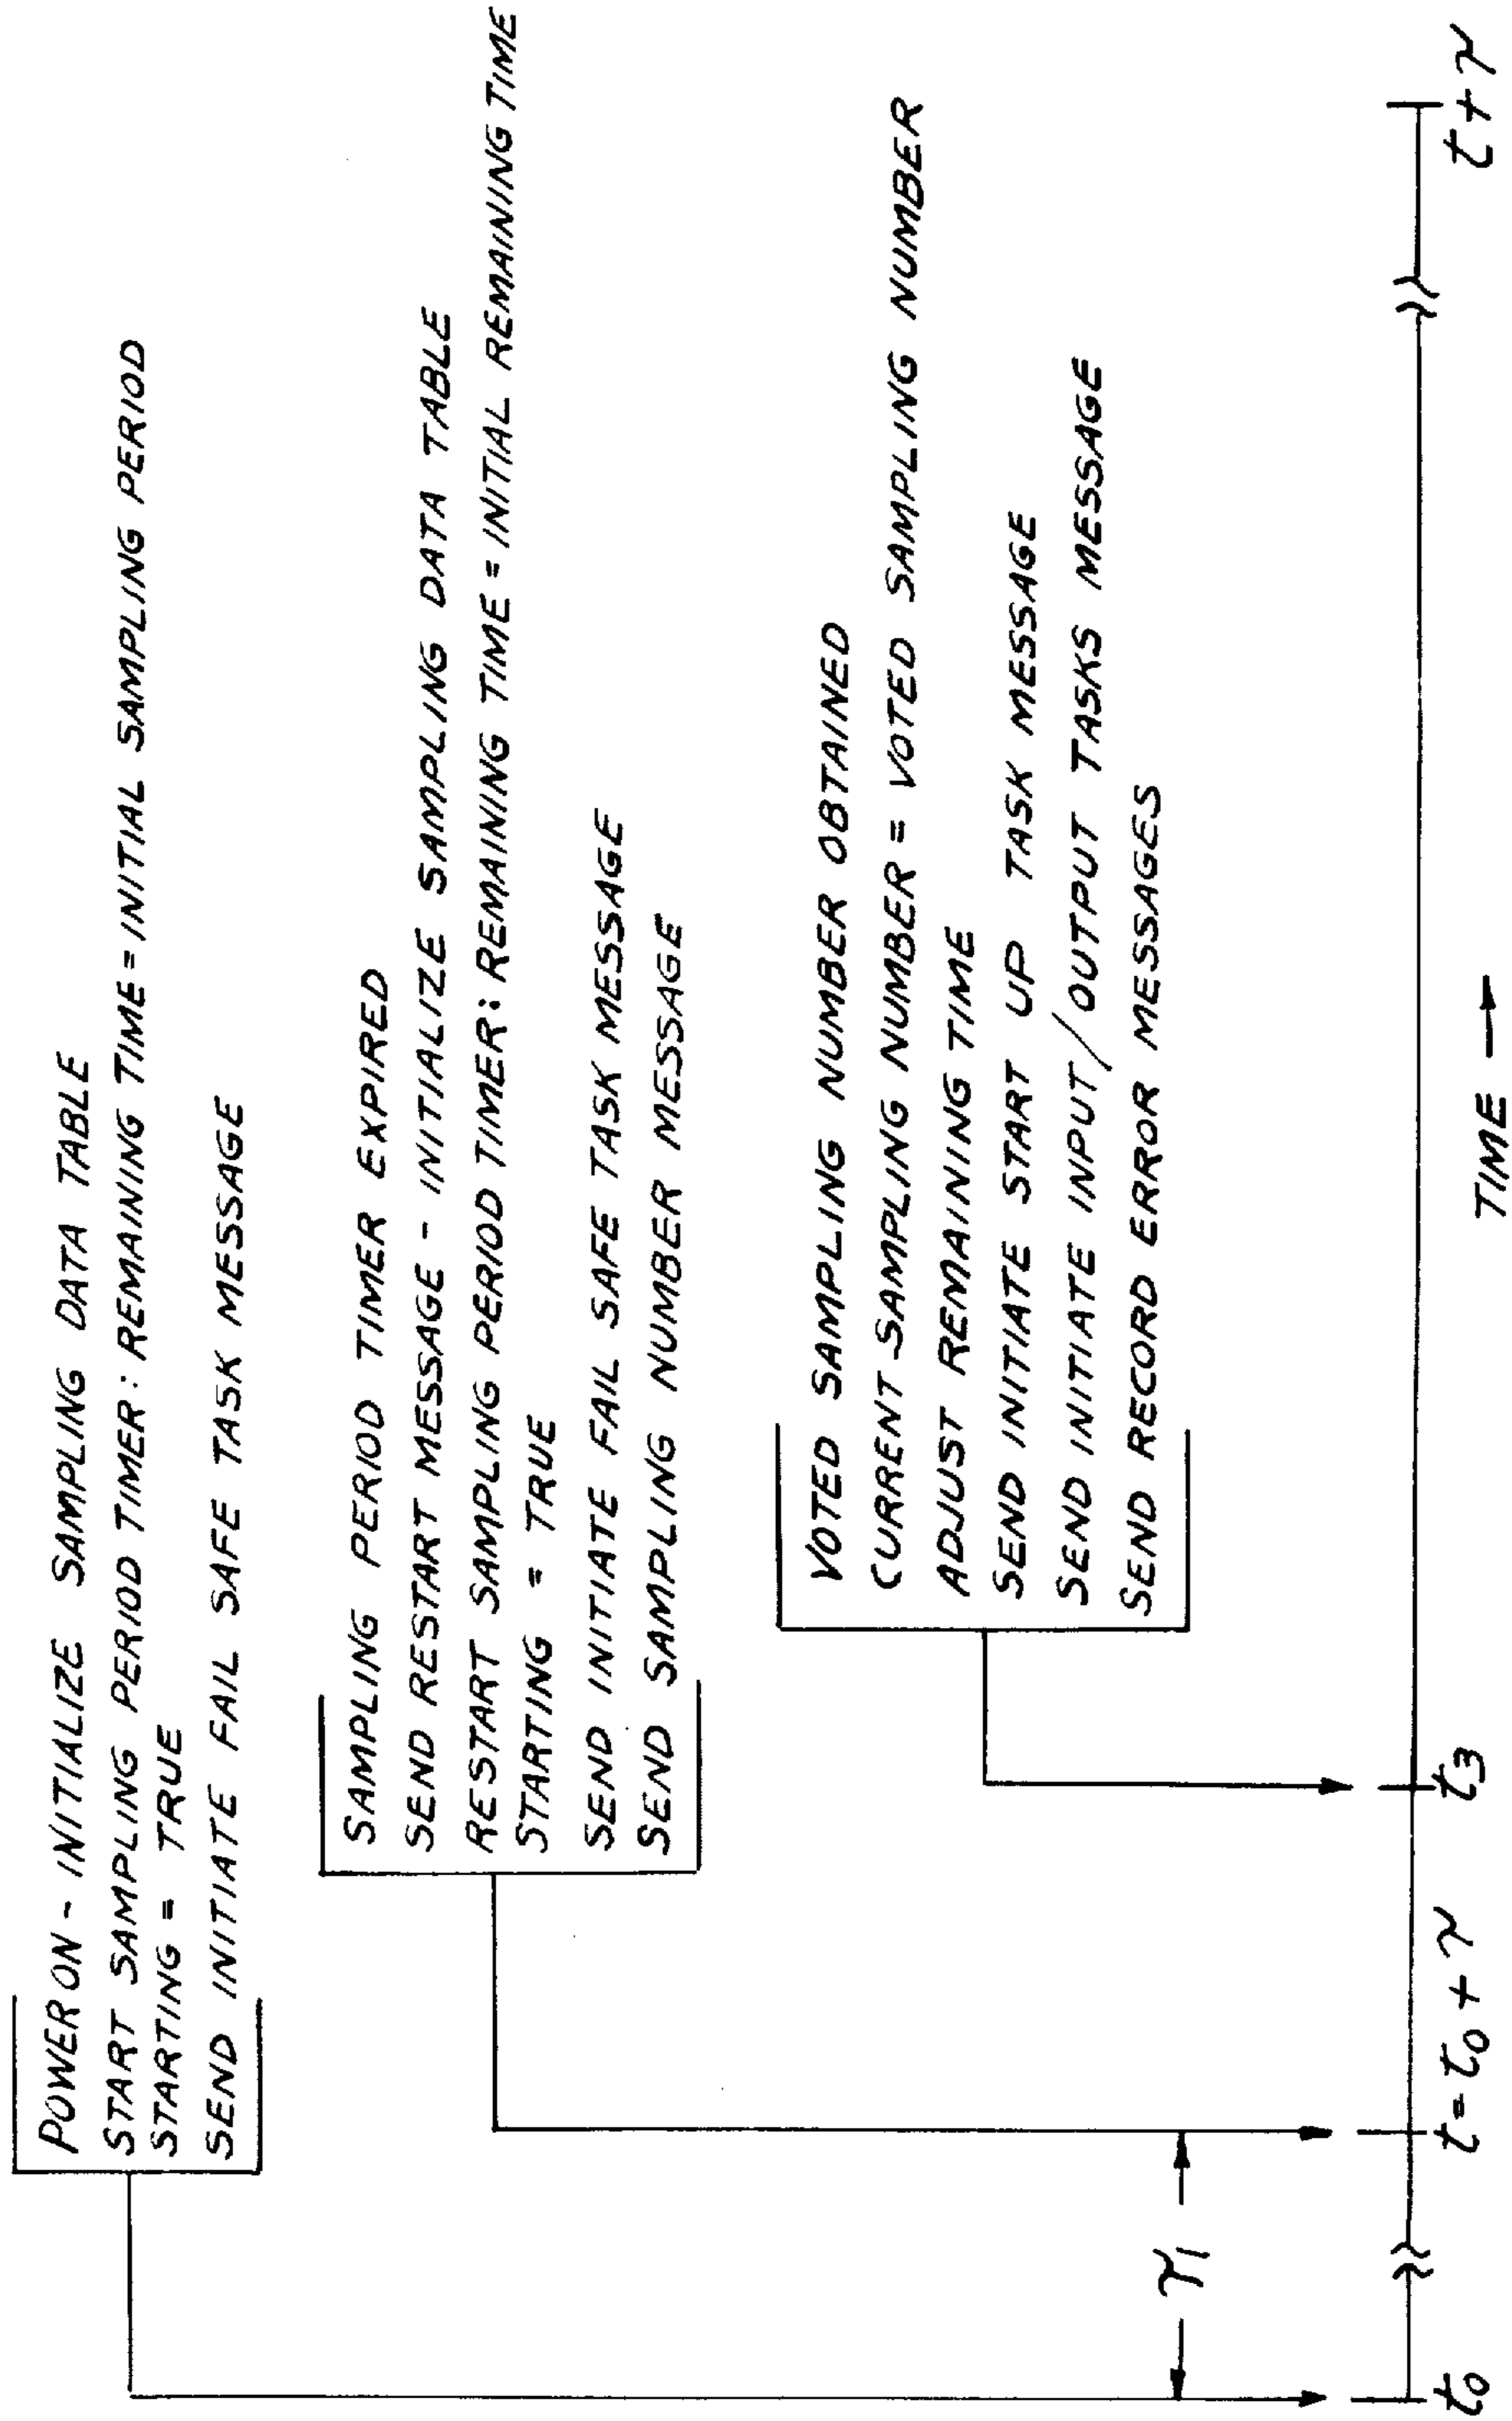 POWER ON - INITIALIZE SAMPLING DATA TABLE
START SAMPLING PERIOD TIMER: REMAINING TIME = INITIAL SAMPLING PERIOD
STARTING = TRUE
SEND INITIATE FAIL SAFE TASK MESSAGE
SAMPLING PERIOD TIMER EXPIRED
SEND RESTART MESSAGE - INITIALIZE SAMPLING DATA TABLE
RESTART SAMPLING PERIOD TIMER: REMAINING TIME = INITIAL REMAINING TIME
STARTING = TRUE
SEND INITIATE FAIL SAFE TASK MESSAGE
SEND SAMPLING NUMBER MESSAGE
VOTED SAMPLING NUMBER OBTAINED
CURRENT SAMPLING NUMBER = VOTED SAMPLING NUMBER
ADJUST REMAINING TIME
SEND INITIATE START UP TASK MESSAGE
SEND INITIATE INPUT/OUTPUT TASKS MESSAGE
SEND RECORD ERROR MESSAGES
τ1
t0
t = t0 + τ
t3
t + τ
TIME →